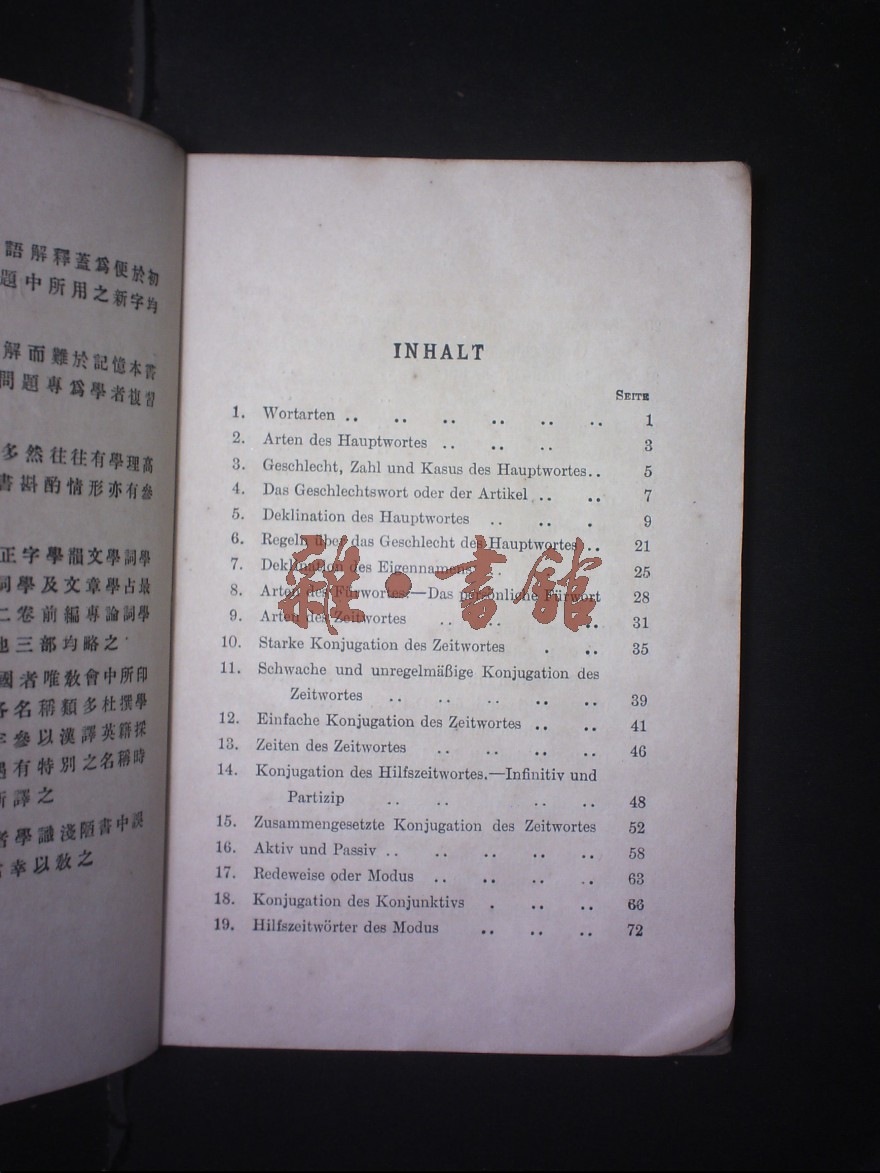 語解釋蓋爲便於初
題中所用之新字均
解而難於記憶本書
問題專爲學者複習
多然往往有學理高
書斟酌情形亦有參
正字學韻文學詞學
詞學及文章學占最
二卷前編專論詞學
三部均略之
國者唯敎會中所印
名稱類多杜撰學
參以漢譯英籍採
有特別之名稱時
譯之
者學識淺陋書中誤
幸以敎之
INHALT
SEITE
1. Wortarten .. .. .. .. .. .. 1
2. Arten des Hauptwortes .. .. .. 3
3. Geschlecht, Zahl und Kasus des Hauptwortes.. 5
4. Das Geschlechtswort oder der Artikel .. .. 7
5. Deklination des Hauptwortes .. .. . 9
6. Regeln über das Geschlecht des Hauptwortes .. 21
7. Deklination des Eigennamens . 25
8. Arten des Fürwortes.—Das persönliche Fürwort 28
9. Arten des Zeitwortes .. .. .. 31
10. Starke Konjugation des Zeitwortes . .. 35
11. Schwache und unregelmäßige Konjugation des
Zeitwortes .. .. .. .. .. 39
12. Einfache Konjugation des Zeitwortes .. .. 41
13. Zeiten des Zeitwortes .. .. .. .. 46
14. Konjugation des Hilfszeitwortes.—Infinitiv und
Partizip .. .. .. .. 48
15. Zusammengesetzte Konjugation des Zeitwortes 52
16. Aktiv und Passiv .. .. .. .. .. 58
17. Redeweise oder Modus .. .. .. .. 63
18. Konjugation des Konjunktivs . .. .. 66
19. Hilfszeitwörter des Modus .. .. .. 72
雜·書館